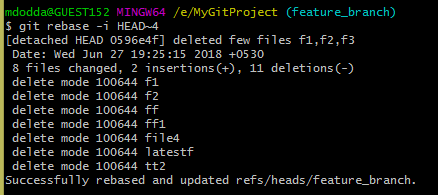 mdodda@GUEST152 MINGW64 /e/MyGitProject (feature_branch)
$ git rebase -i HEAD~4
[detached HEAD 0596e4f] deleted few files f1,f2,f3
 Date: Wed Jun 27 19:25:15 2018 +0530
 8 files changed, 2 insertions(+), 11 deletions(-)
 delete mode 100644 f1
 delete mode 100644 f2
 delete mode 100644 ff
 delete mode 100644 ff1
 delete mode 100644 file4
 delete mode 100644 latestf
 delete mode 100644 tt2
Successfully rebased and updated refs/heads/feature_branch.